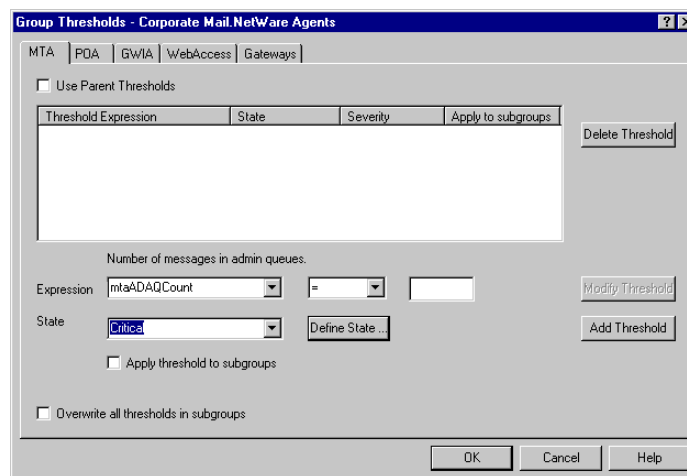 Group Thresholds - Corporate Mail.NetWare Agents
MTA POA GWIA WebAccess Gateways
Use Parent Thresholds
Threshold Expression State Severity Apply to subgroups
Delete Threshold
Number of messages in admin queues.
Expression mtaADAQCount = Modify Threshold
State Critical Define State ... Add Threshold
Apply threshold to subgroups
Overwrite all thresholds in subgroups
OK Cancel Help